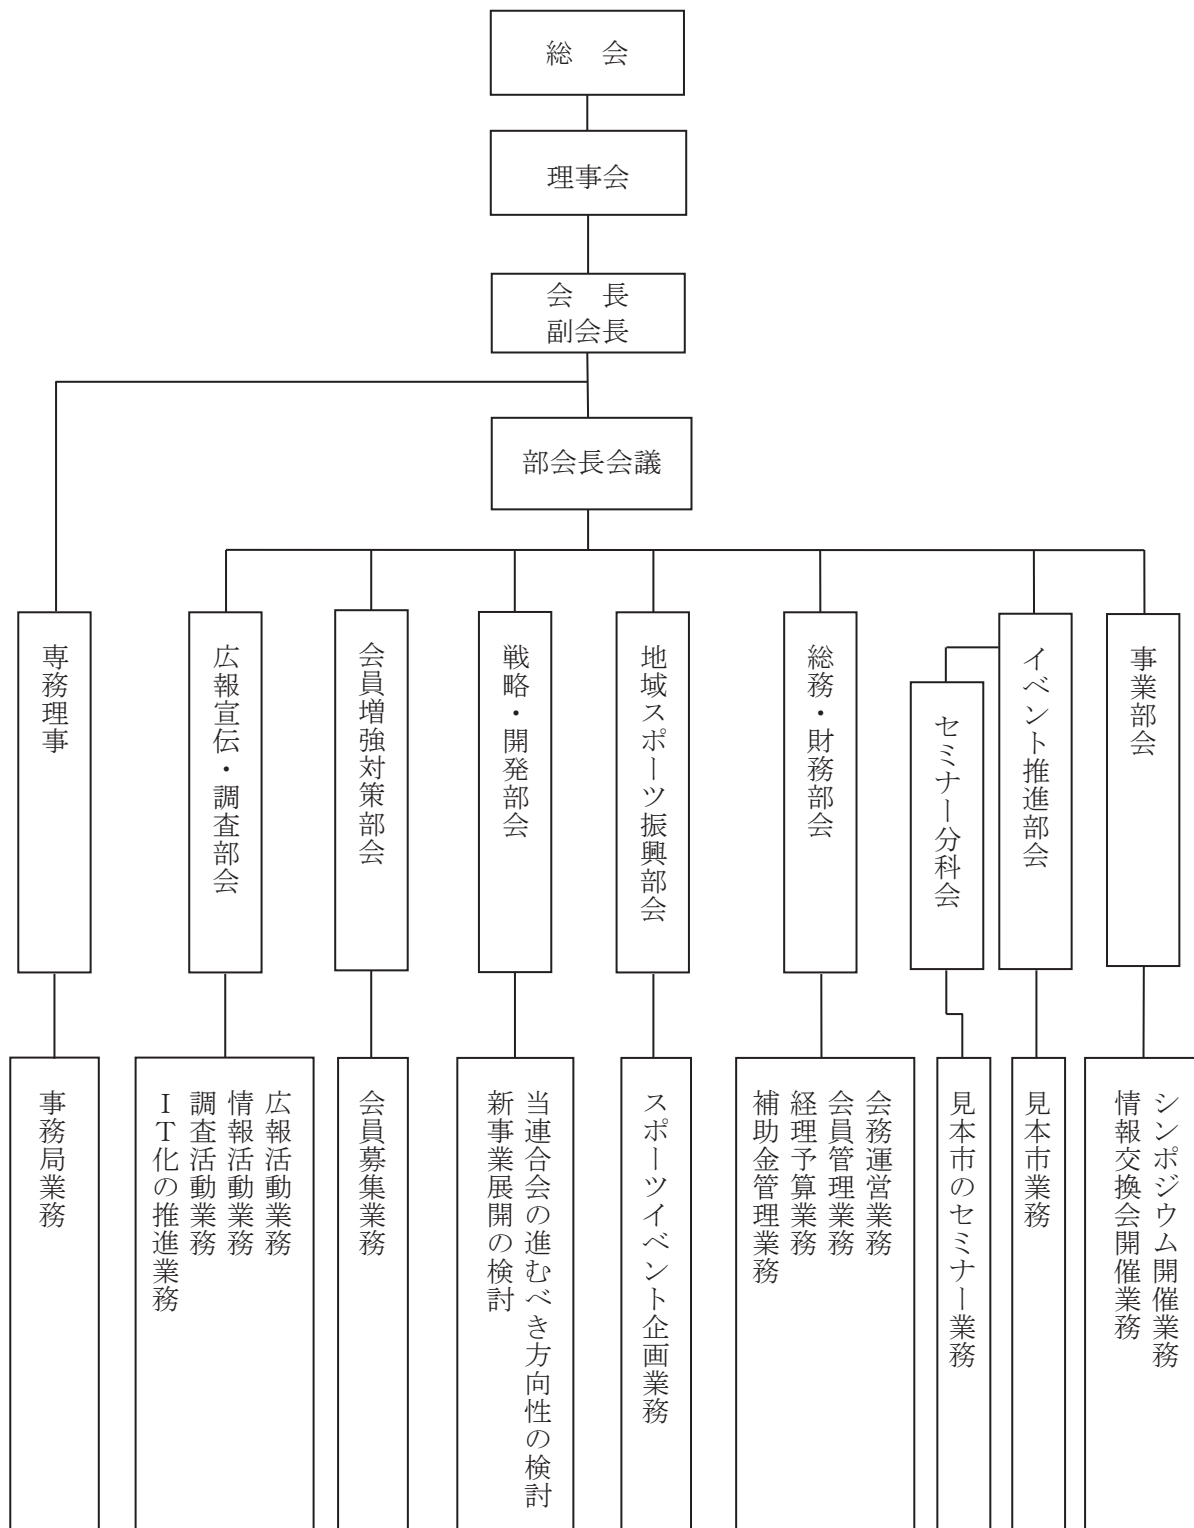 総　会
理事会
会　長
副会長
部会長会議
事業部会
イベント推進部会
セミナー分科会
総務・財務部会
地域スポーツ振興部会
戦略・開発部会
会員増強対策部会
広報宣伝・調査部会
専務理事
シンポジウム開催業務
情報交換会開催業務
見本市業務
見本市のセミナー業務
会務運営業務
会員管理業務
経理予算業務
補助金管理業務
スポーツイベント企画業務
当連合会の進むべき方向性の検討
新事業展開の検討
会員募集業務
広報活動業務
情報活動業務
調査活動業務
ＩＴ化の推進業務
事務局業務